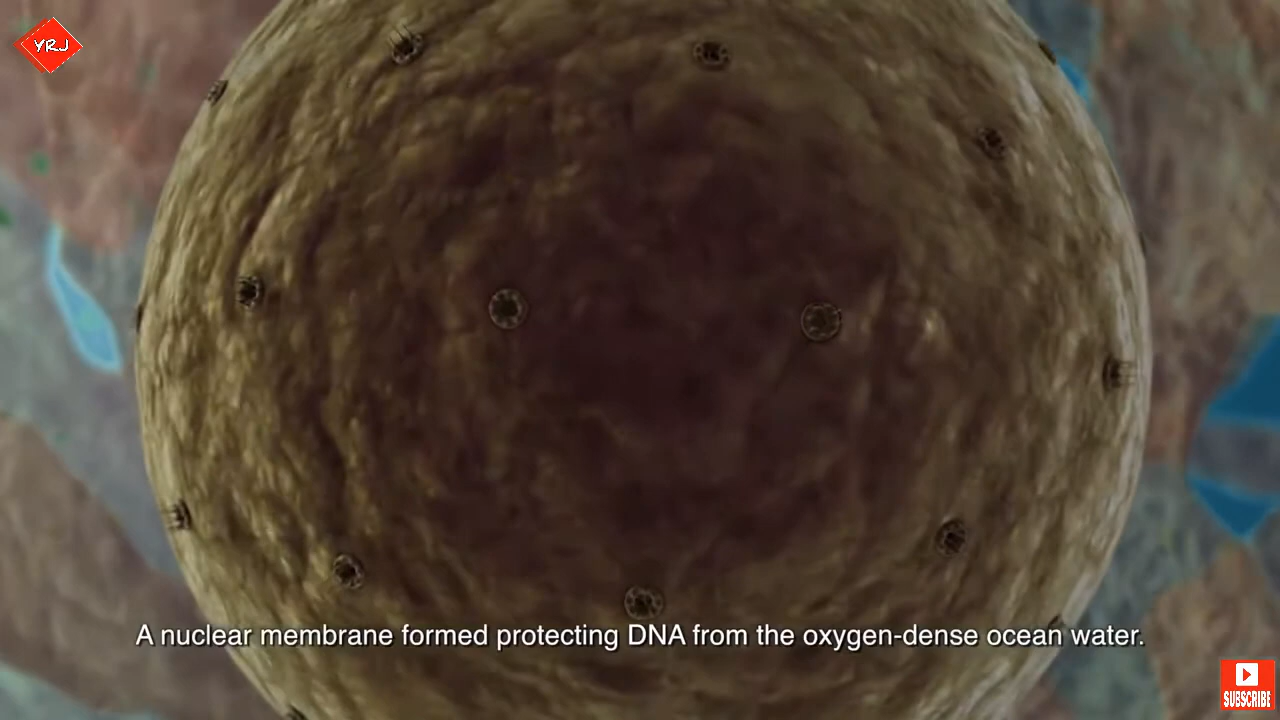 YRJ
A nuclear membrane formed protecting DNA from the oxygen-dense ocean water.
SUBSCRIBE